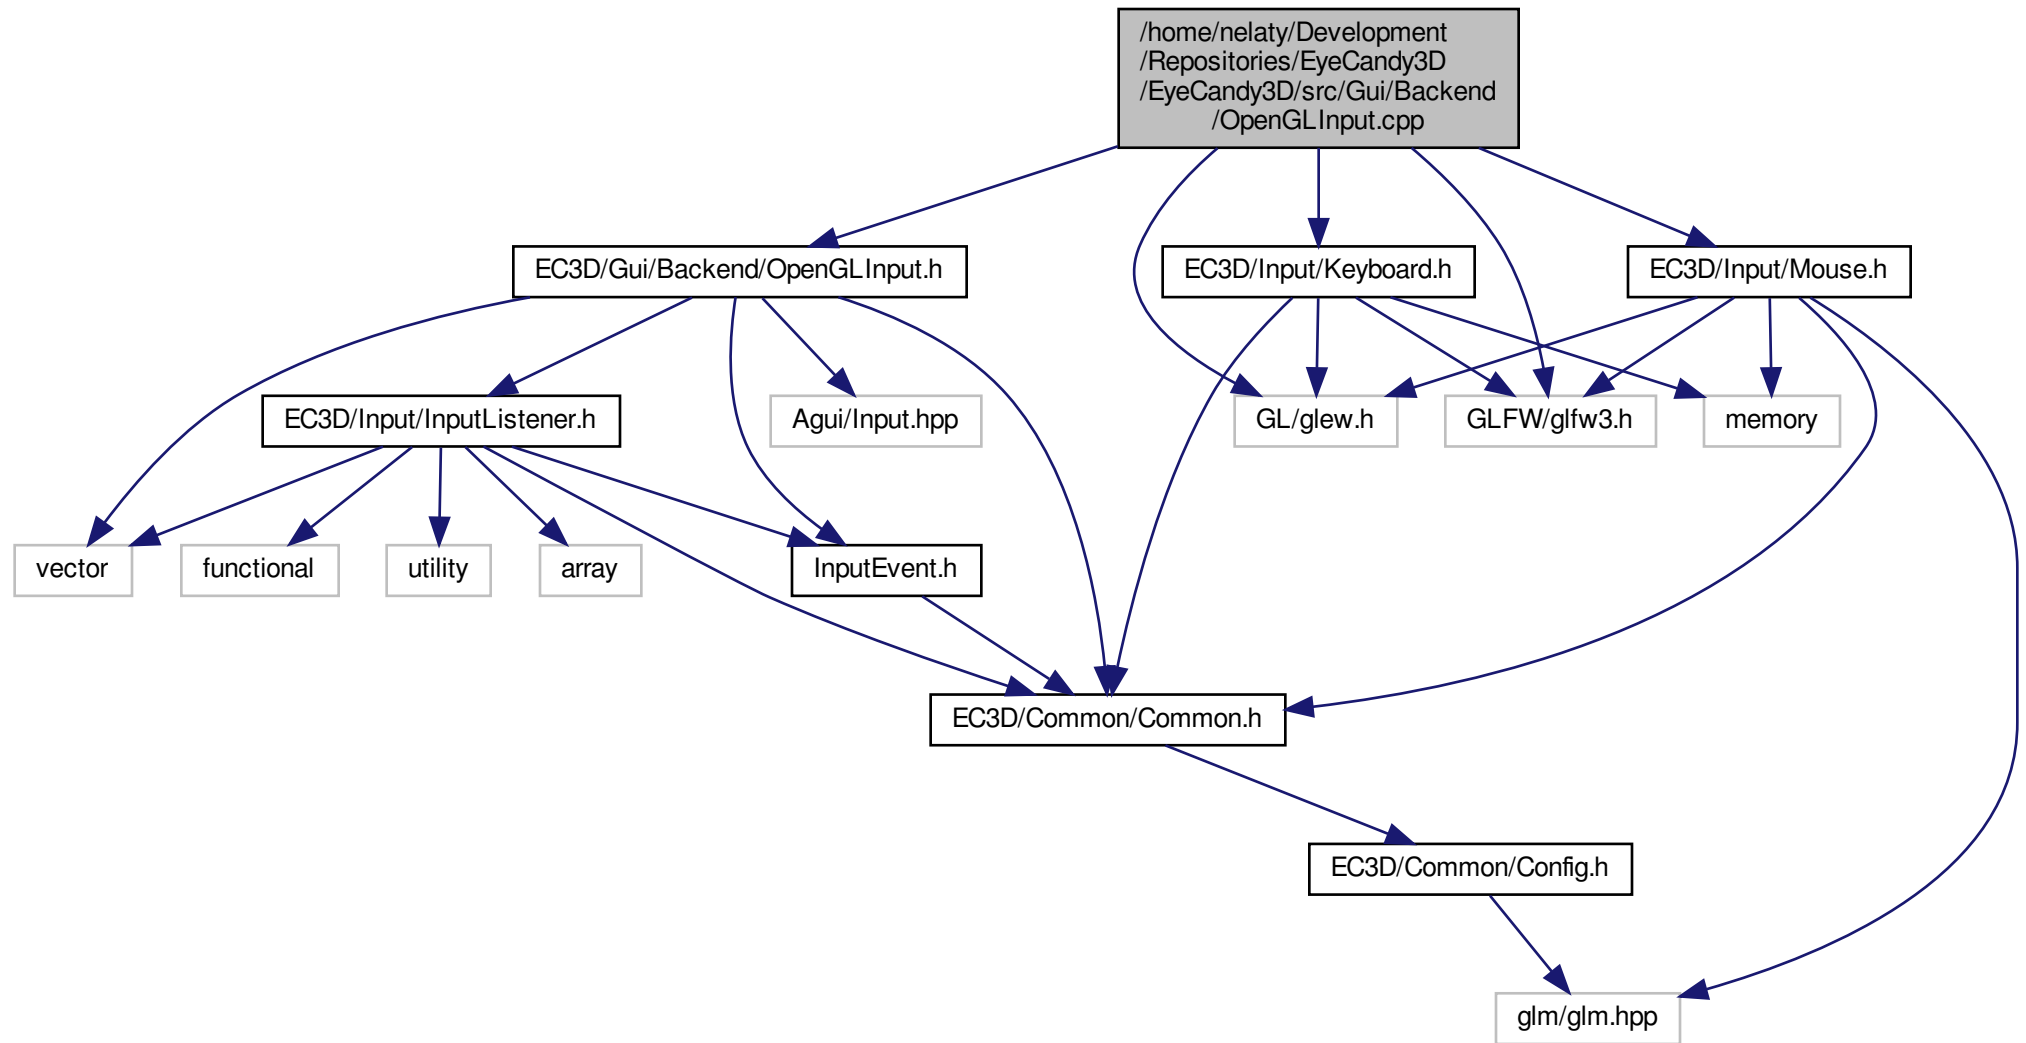 /home/nelaty/Development
/Repositories/EyeCandy3D
/EyeCandy3D/src/Gui/Backend
/OpenGLInput.cpp
EC3D/Gui/Backend/OpenGLInput.h
EC3D/Input/Keyboard.h
EC3D/Input/Mouse.h
EC3D/Input/InputListener.h
Agui/Input.hpp
GL/glew.h
GLFW/glfw3.h
memory
vector
functional
utility
array
InputEvent.h
EC3D/Common/Common.h
EC3D/Common/Config.h
glm/glm.hpp